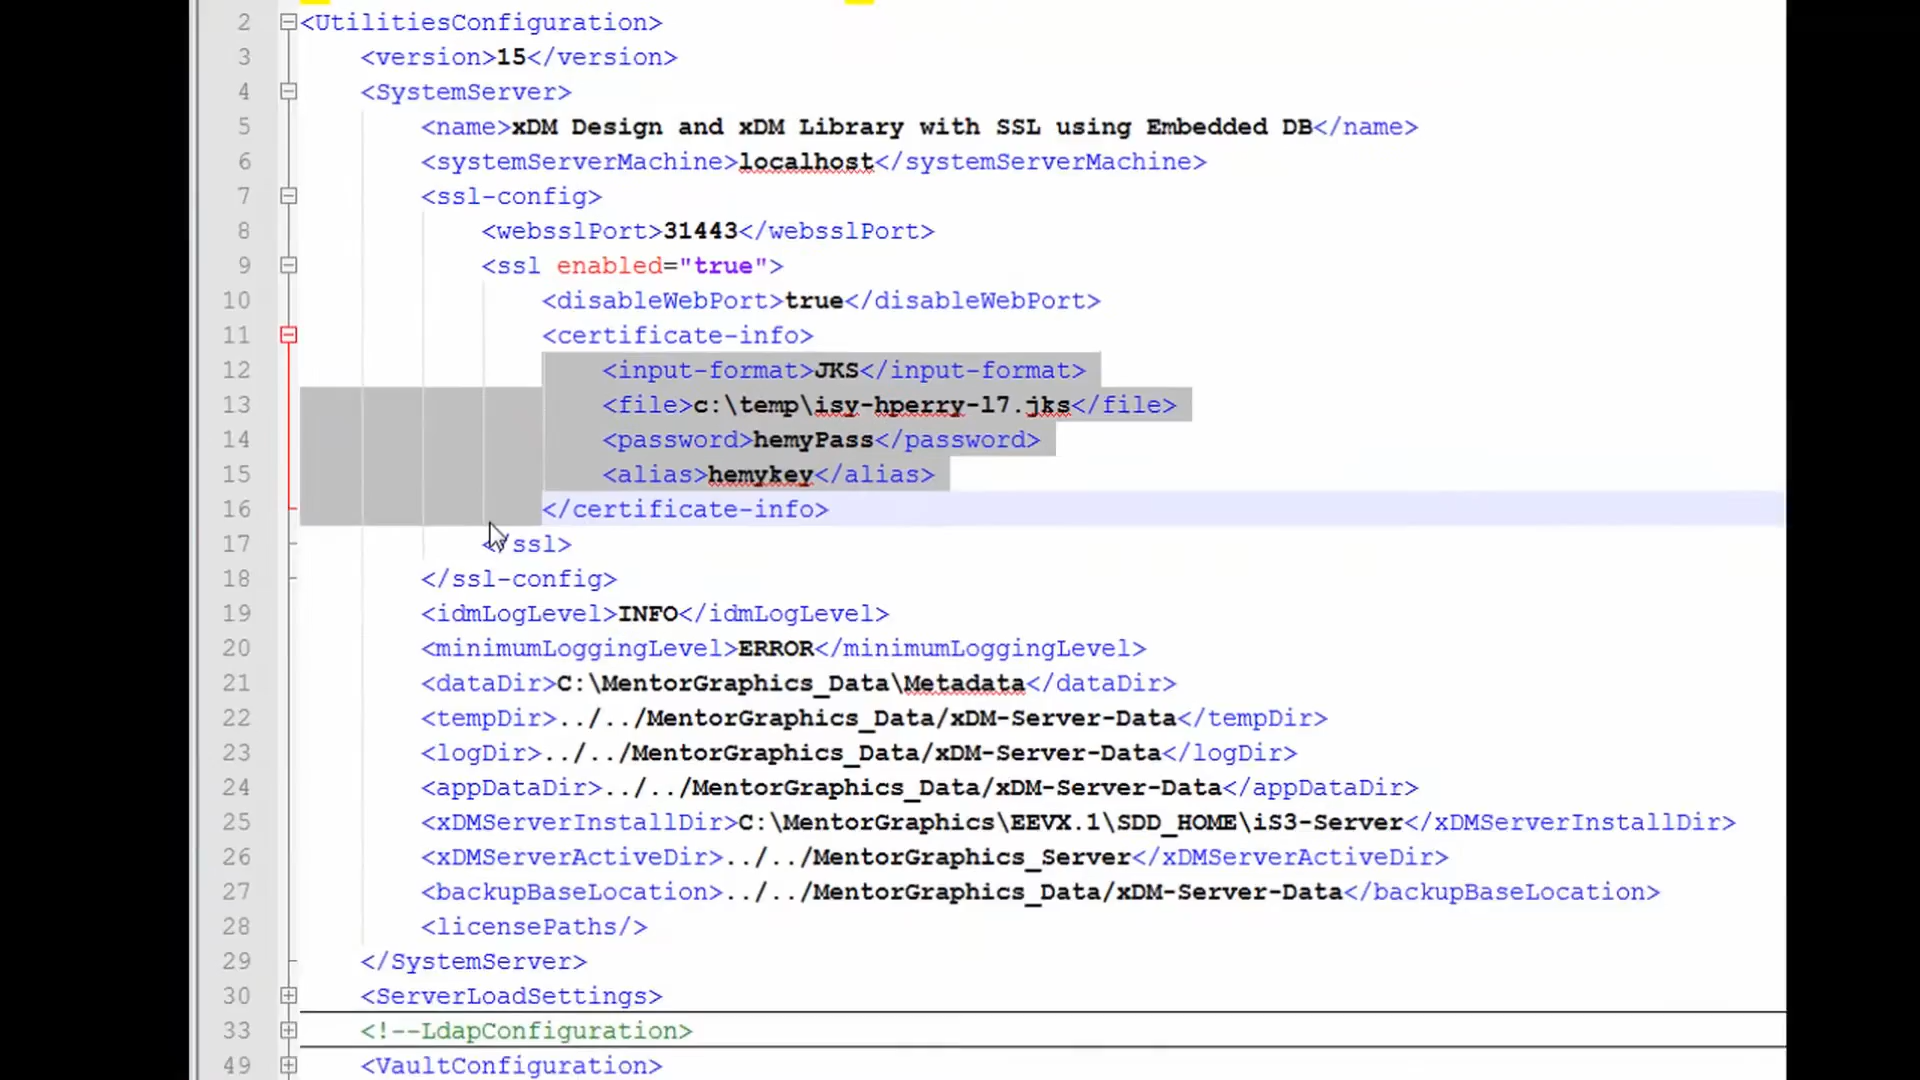 2 <UtilitiesConfiguration>
3 <version>15</version>
4 <SystemServer>
5 <name>xDM Design and xDM Library with SSL using Embedded DB</name>
6 <systemServerMachine>localhost</systemServerMachine>
7 <ssl-config>
8 <websslPort>31443</websslPort>
9 <ssl enabled="true">
10 <disableWebPort>true</disableWebPort>
11 <certificate-info>
12 <input-format>JKS</input-format>
13 <file>c:\temp\isy-hperry-l7.jks</file>
14 <password>hemyPass</password>
15 <alias>hemykey</alias>
16 </certificate-info>
17 </ssl>
18 </ssl-config>
19 <idmLogLevel>INFO</idmLogLevel>
20 <minimumLoggingLevel>ERROR</minimumLoggingLevel>
21 <dataDir>C:\MentorGraphics_Data\Metadata</dataDir>
22 <tempDir>../../MentorGraphics_Data/xDM-Server-Data</tempDir>
23 <logDir>../../MentorGraphics_Data/xDM-Server-Data</logDir>
24 <appDataDir>../../MentorGraphics_Data/xDM-Server-Data</appDataDir>
25 <xDMServerInstallDir>C:\MentorGraphics\EEVX.1\SDD_HOME\iS3-Server</xDMServerInstallDir>
26 <xDMServerActiveDir>../../MentorGraphics_Server</xDMServerActiveDir>
27 <backupBaseLocation>../../MentorGraphics_Data/xDM-Server-Data</backupBaseLocation>
28 <licensePaths/>
29 </SystemServer>
30 <ServerLoadSettings>
33 <!--LdapConfiguration>
49 <VaultConfiguration>